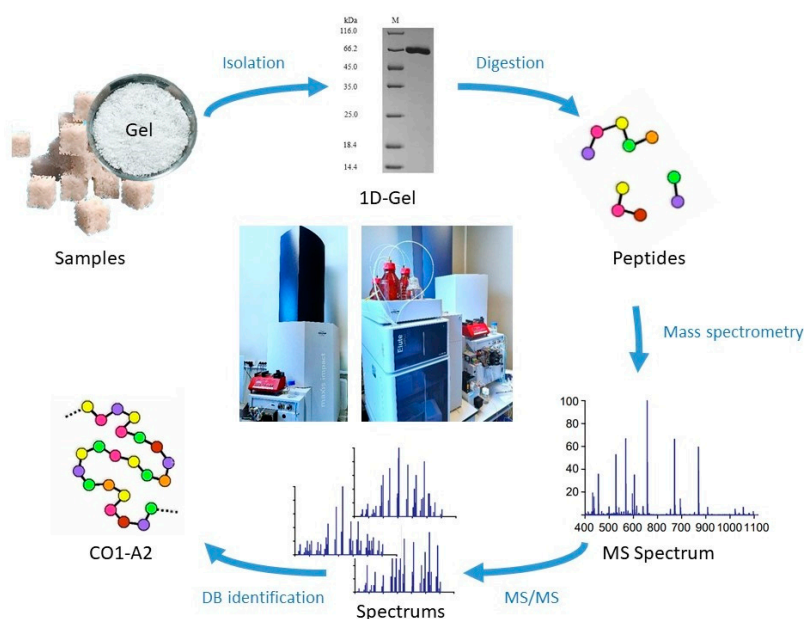 kDa
M
116.0
66.2
45.0
35.0
25.0
18.4
14.4
Isolation
Digestion
Gel
1D-Gel
Samples
Peptides
Mass spectrometry
Elute
100
80
60
40
20
400 500 600 700 800 900 1000 1100
MS Spectrum
MS/MS
Spectrums
DB identification
CO1-A2